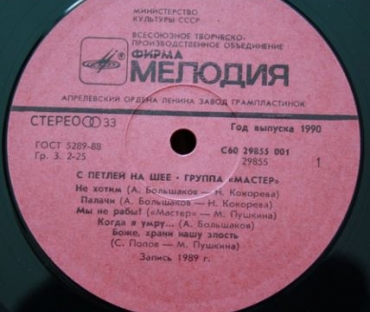 МИНИСТЕРСТВО
КУЛЬТУРЫ СССР
ВСЕСОЮЗНОЕ ТВОРЧЕСКО-
ПРОИЗВОДСТВЕННОЕ ОБЪЕДИНЕНИЕ
ФИРМА
МЕЛОДИЯ
АПРЕЛЕВСКИЙ ОРДЕНА ЛЕНИНА ЗАВОД ГРАМПЛАСТИНОК
СТЕРЕО 33
Год выпуска 1990
ГОСТ 5289-88
Гр. 3. 2-25
С60 29855 001
29855
1
С ПЕТЛЕЙ НА ШЕЕ · ГРУППА «МАСТЕР»
Не хотим (А. Большаков — Н. Кокорева)
Палачи (А. Большаков — Н. Кокорева)
Мы не рабы! («Мастер» — М. Пушкина)
Когда я умру... (А. Большаков —
Боже, храни нашу злость
(С. Попов — М. Пушкина)
Запись 1989 г.